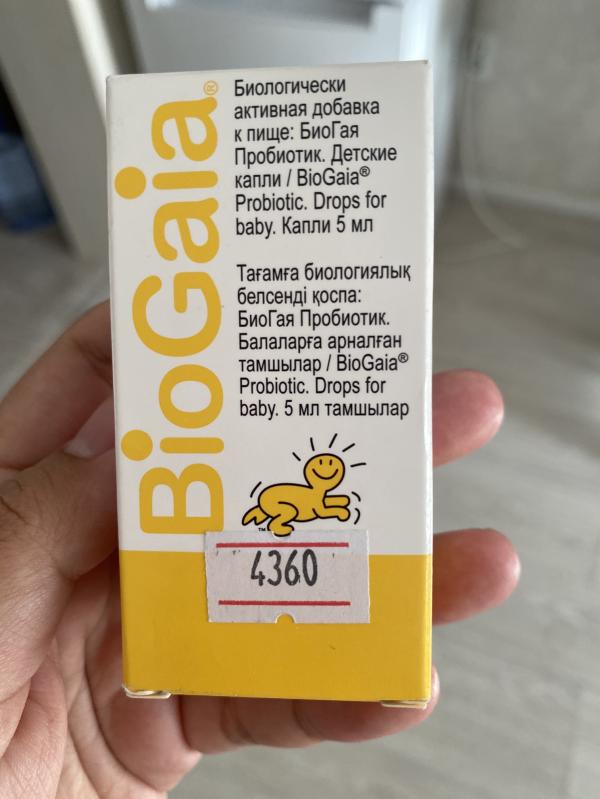 BioGaia®
Биологически
активная добавка
к пище: БиоГая
Пробиотик. Детские
капли / BioGaia®
Probiotic. Drops for
baby. Капли 5 мл
Тағамға биологиялық
белсенді қоспа:
БиоГая Пробиотик.
Балаларға арналған
тамшылар / BioGaia®
Probiotic. Drops for
baby. 5 мл тамшылар
TM
4360